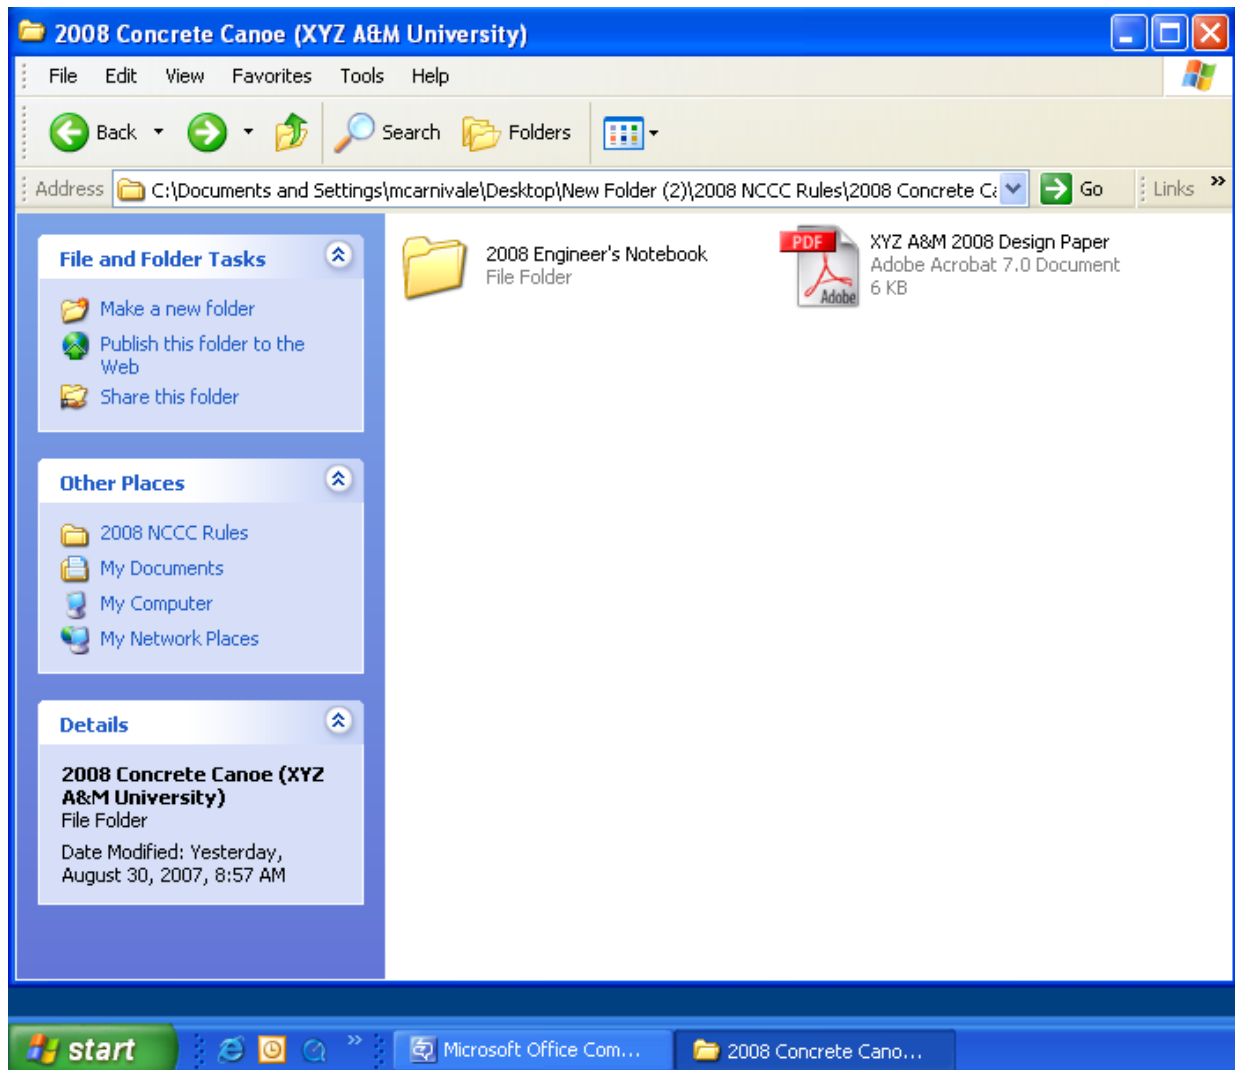 2008 Concrete Canoe (XYZ A&M University)
File Edit View Favorites Tools Help
Back Search Folders
Address C:\Documents and Settings\mcarnivale\Desktop\New Folder (2)\2008 NCCC Rules\2008 Concrete Ca Go Links »
File and Folder Tasks
Make a new folder
Publish this folder to the
Web
Share this folder
Other Places
2008 NCCC Rules
My Documents
My Computer
My Network Places
Details
2008 Concrete Canoe (XYZ
A&M University)
File Folder
Date Modified: Yesterday,
August 30, 2007, 8:57 AM
2008 Engineer's Notebook
File Folder
PDF
Adobe
XYZ A&M 2008 Design Paper
Adobe Acrobat 7.0 Document
6 KB
start » Microsoft Office Com... 2008 Concrete Cano...